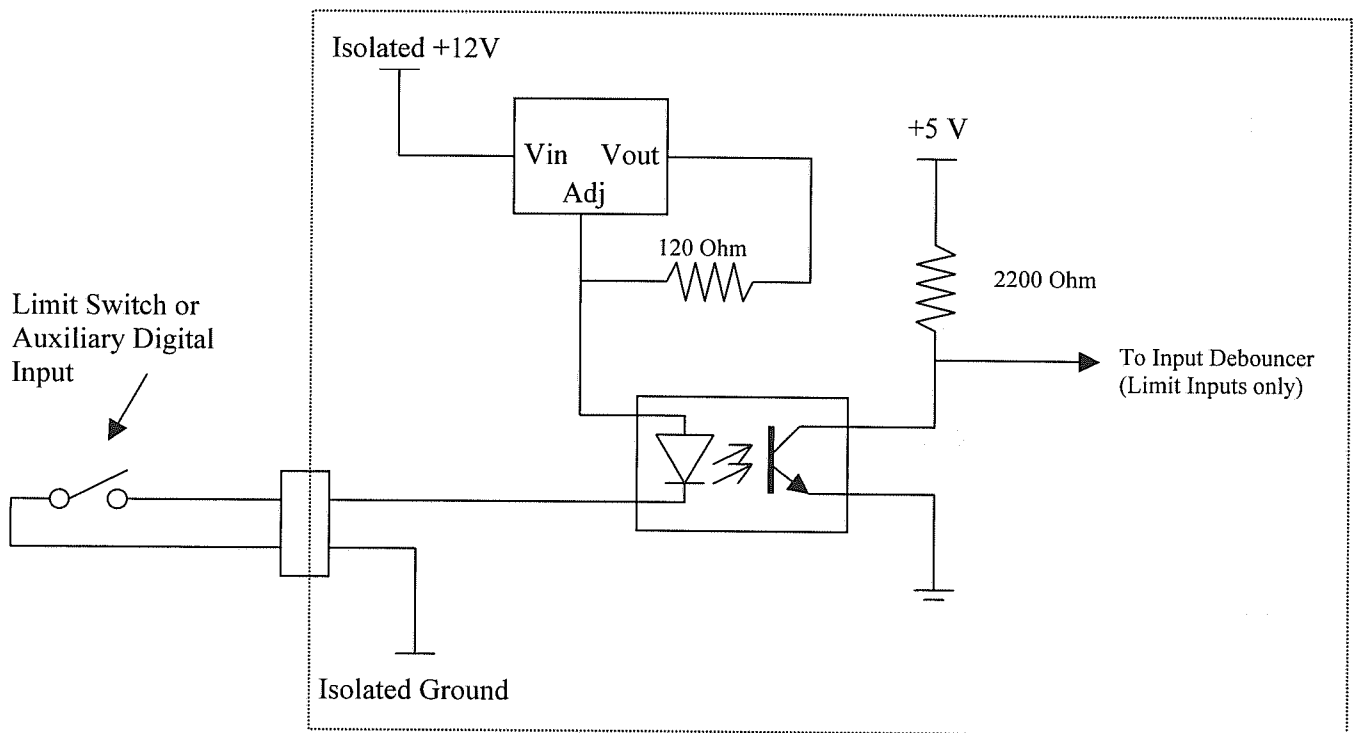 Isolated +12V
Vin Vout
Adj
+5 V
120 Ohm
2200 Ohm
Limit Switch or
Auxiliary Digital
Input
To Input Debouncer
(Limit Inputs only)
Isolated Ground